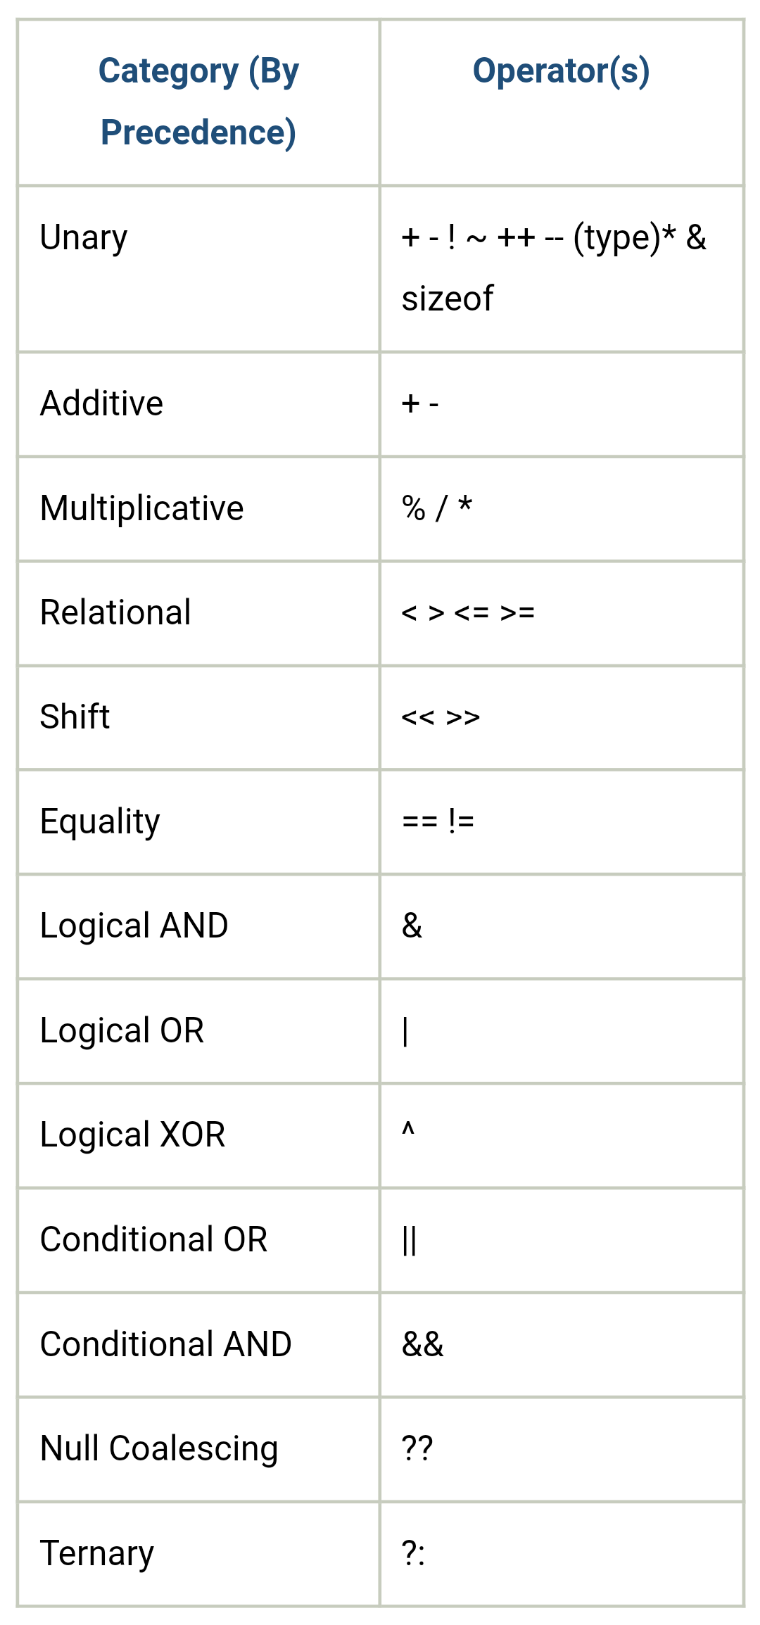 Category (By Operator(s)
Precedence)
Unary + - ! ~ ++ -- (type)* &
sizeof
Additive + -
Multiplicative % / *
Relational < > <= >=
Shift << >>
Equality == !=
Logical AND &
Logical OR |
Logical XOR ^
Conditional OR ||
Conditional AND &&
Null Coalescing ??
Ternary ?: